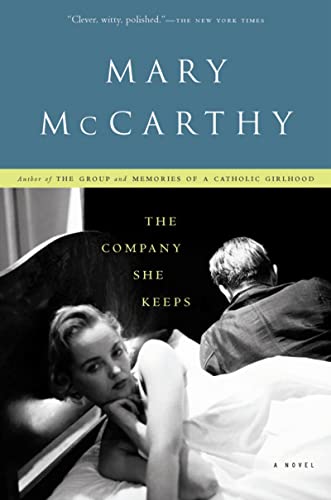 "Clever, witty, polished."—THE NEW YORK TIMES
MARY
McCARTHY
Author of THE GROUP and MEMORIES OF A CATHOLIC GIRLHOOD
THE
COMPANY
SHE
KEEPS
A NOVEL